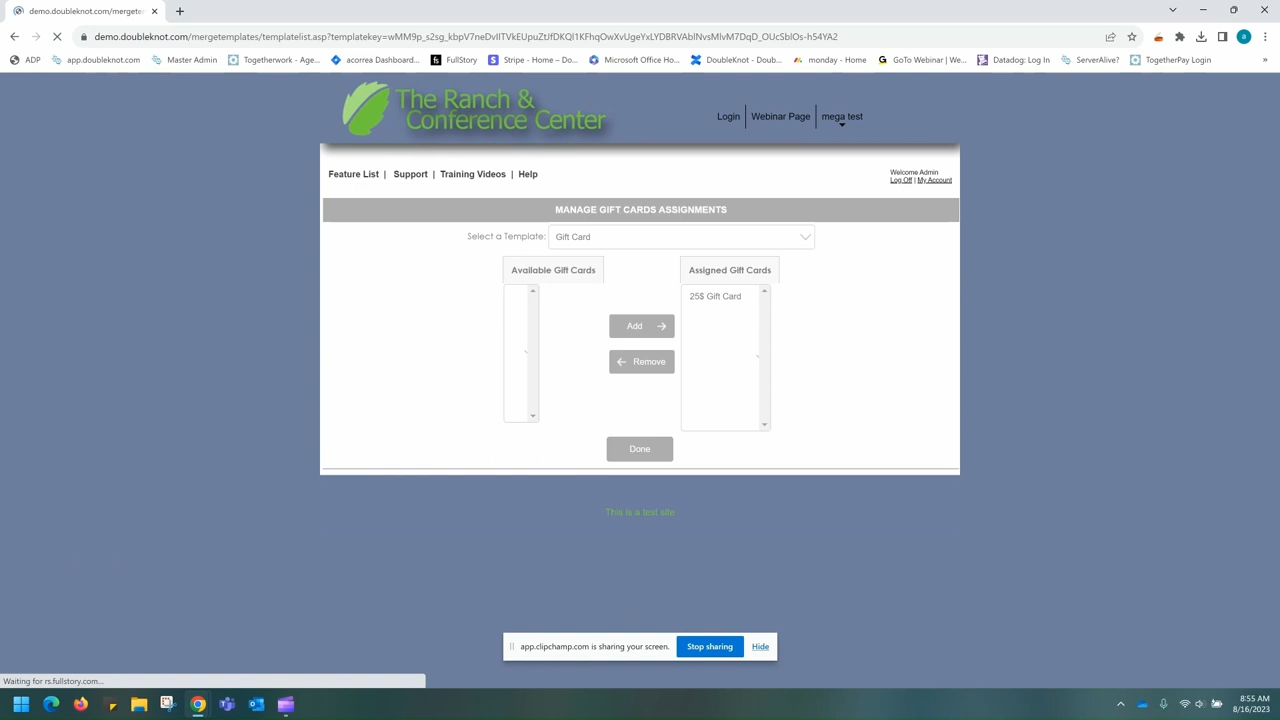 demo.doubleknot.com/mergetem
demo.doubleknot.com/mergetemplates/templatelist.asp?templatekey=wMM9p_s2sg_kbpV7neDvIITVkEUpuZtJfDKQI1KFhqOwXvUgeYxLYDBRVAblNvsMlvM7DqD_OUcSblOs-h54YA2
a
ADP
app.doubleknot.com
Master Admin
Togetherwork - Age...
acorrea Dashboard...
FullStory
Stripe - Home – Do...
Microsoft Office Ho...
DoubleKnot - Doub...
monday - Home
GoTo Webinar | We...
Datadog: Log In
ServerAlive?
TogetherPay Login
»
The Ranch &
Conference Center
Login
Webinar Page
mega test
Feature List | Support | Training Videos | Help
Welcome Admin
Log Off | My Account
MANAGE GIFT CARDS ASSIGNMENTS
Select a Template: Gift Card
Available Gift Cards
Assigned Gift Cards
25$ Gift Card
Add
Remove
Done
This is a test site
app.clipchamp.com is sharing your screen. Stop sharing Hide
Waiting for rs.fullstory.com...
8:55 AM
8/16/2023